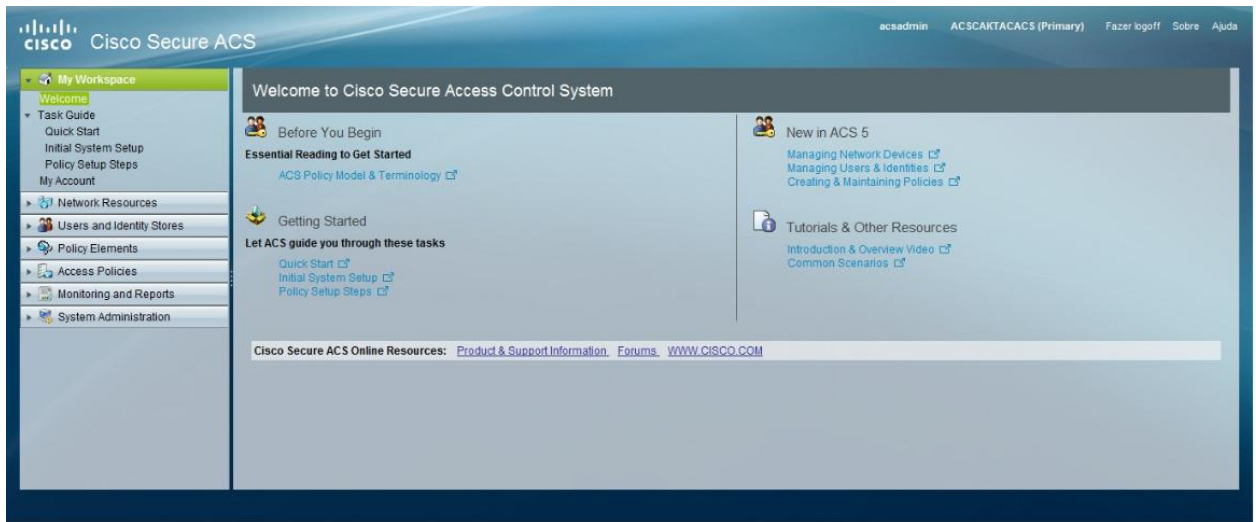 CISCO Cisco Secure ACS
acsadmin ACSCAKTACACS (Primary) Fazer logoff Sobre Ajuda
My Workspace
Welcome
Task Guide
Quick Start
Initial System Setup
Policy Setup Steps
My Account
Network Resources
Users and Identity Stores
Policy Elements
Access Policies
Monitoring and Reports
System Administration
Welcome to Cisco Secure Access Control System
Before You Begin
Essential Reading to Get Started
ACS Policy Model & Terminology
Getting Started
Let ACS guide you through these tasks
Quick Start
Initial System Setup
Policy Setup Steps
New in ACS 5
Managing Network Devices
Managing Users & Identities
Creating & Maintaining Policies
Tutorials & Other Resources
Introduction & Overview Video
Common Scenarios
Cisco Secure ACS Online Resources: Product & Support Information Forums WWW.CISCO.COM